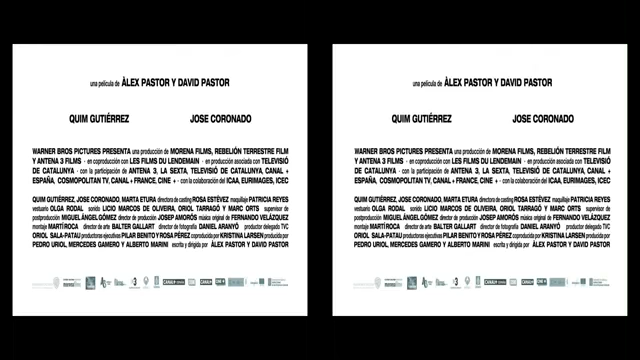 una película de ÀLEX PASTOR Y DAVID PASTOR
QUIM GUTIÉRREZ JOSE CORONADO
WARNER BROS PICTURES PRESENTA una producción de MORENA FILMS, REBELIÓN TERRESTRE FILM
Y ANTENA 3 FILMS - en coproducción con LES FILMS DU LENDEMAIN - en producción asociada con TELEVISIÓ
DE CATALUNYA - con la participación de ANTENA 3, LA SEXTA, TELEVISIÓ DE CATALUNYA, CANAL +
ESPAÑA, COSMOPOLITAN TV, CANAL + FRANCE, CINE + - con la colaboración del ICAA, EURIMAGES, ICEC
QUIM GUTIÉRREZ, JOSE CORONADO, MARTA ETURA directora de casting ROSA ESTÉVEZ maquillaje PATRICIA REYES
vestuario OLGA RODAL sonido LICIO MARCOS DE OLIVEIRA, ORIOL TARRAGÓ Y MARC ORTS supervisor de
postproducción MIGUEL ÁNGEL GÓMEZ director de producción JOSEP AMORÓS música original de FERNANDO VELÁZQUEZ
montaje MARTÍ ROCA director de arte BALTER GALLART director de fotografía DANIEL ARANYÓ productor delegado TVC
ORIOL SALA-PATAU productores ejecutivos PILAR BENITO Y ROSA PÉREZ coproducida por KRISTINA LARSEN producida por
PEDRO URIOL, MERCEDES GAMERO Y ALBERTO MARINI escrita y dirigida por ÀLEX PASTOR Y DAVID PASTOR
una película de ÀLEX PASTOR Y DAVID PASTOR
QUIM GUTIÉRREZ JOSE CORONADO
WARNER BROS PICTURES PRESENTA una producción de MORENA FILMS, REBELIÓN TERRESTRE FILM
Y ANTENA 3 FILMS - en coproducción con LES FILMS DU LENDEMAIN - en producción asociada con TELEVISIÓ
DE CATALUNYA - con la participación de ANTENA 3, LA SEXTA, TELEVISIÓ DE CATALUNYA, CANAL +
ESPAÑA, COSMOPOLITAN TV, CANAL + FRANCE, CINE + - con la colaboración del ICAA, EURIMAGES, ICEC
QUIM GUTIÉRREZ, JOSE CORONADO, MARTA ETURA directora de casting ROSA ESTÉVEZ maquillaje PATRICIA REYES
vestuario OLGA RODAL sonido LICIO MARCOS DE OLIVEIRA, ORIOL TARRAGÓ Y MARC ORTS supervisor de
postproducción MIGUEL ÁNGEL GÓMEZ director de producción JOSEP AMORÓS música original de FERNANDO VELÁZQUEZ
montaje MARTÍ ROCA director de arte BALTER GALLART director de fotografía DANIEL ARANYÓ productor delegado TVC
ORIOL SALA-PATAU productores ejecutivos PILAR BENITO Y ROSA PÉREZ coproducida por KRISTINA LARSEN producida por
PEDRO URIOL, MERCEDES GAMERO Y ALBERTO MARINI escrita y dirigida por ÀLEX PASTOR Y DAVID PASTOR